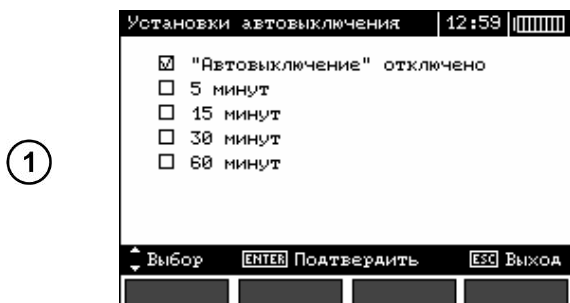 Установки автовыключения 12:59
☑ "Автовыключение" отключено
☐ 5 минут
☐ 15 минут
☐ 30 минут
☐ 60 минут
1
Выбор ENTER Подтвердить ESC Выход